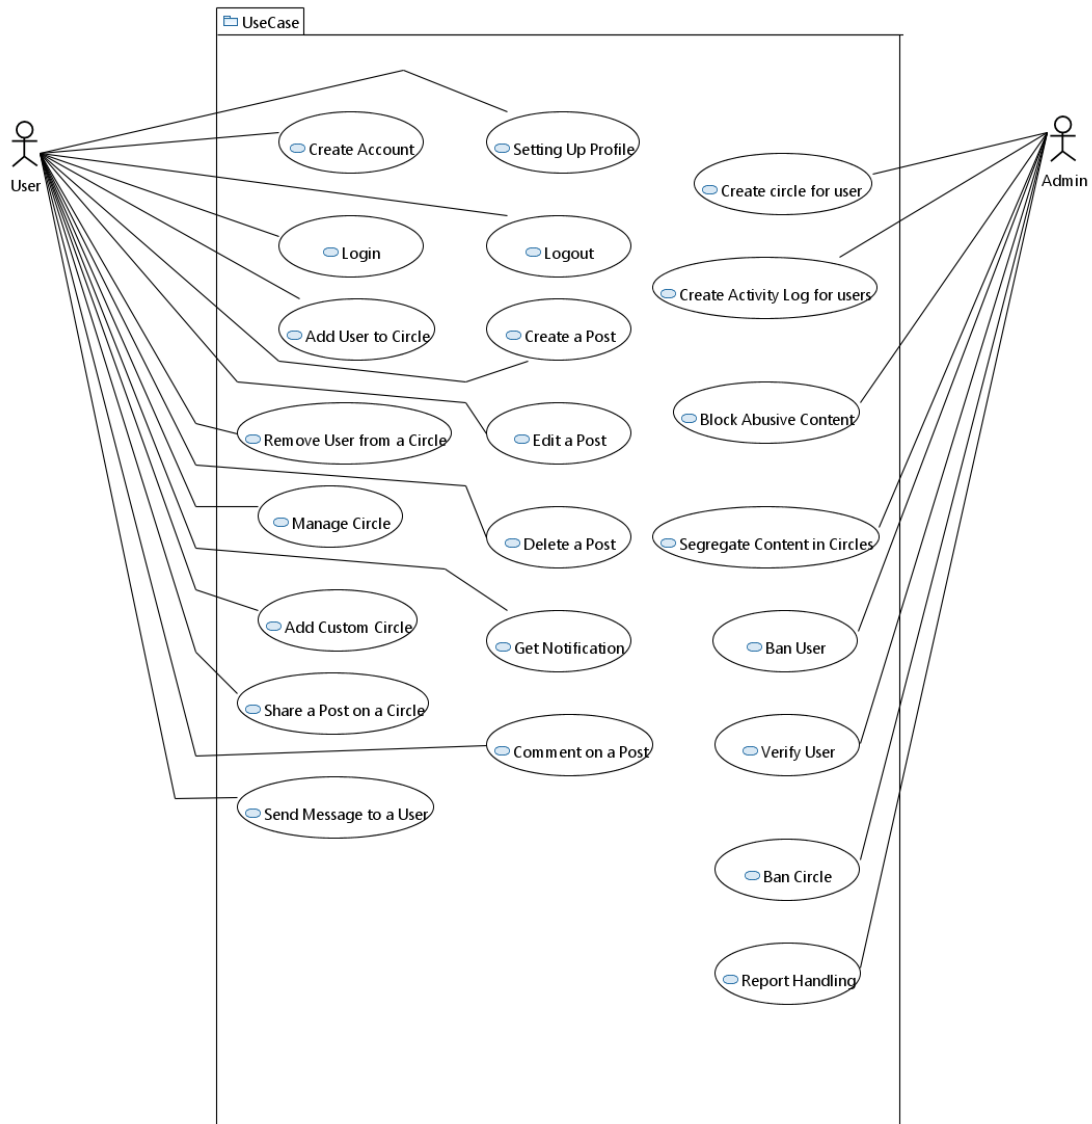 UseCase
User
Admin
Create Account
Setting Up Profile
Create circle for user
Login
Logout
Create Activity Log for users
Add User to Circle
Create a Post
Block Abusive Content
Remove User from a Circle
Edit a Post
Manage Circle
Delete a Post
Segregate Content in Circles
Add Custom Circle
Get Notification
Ban User
Share a Post on a Circle
Comment on a Post
Verify User
Send Message to a User
Ban Circle
Report Handling